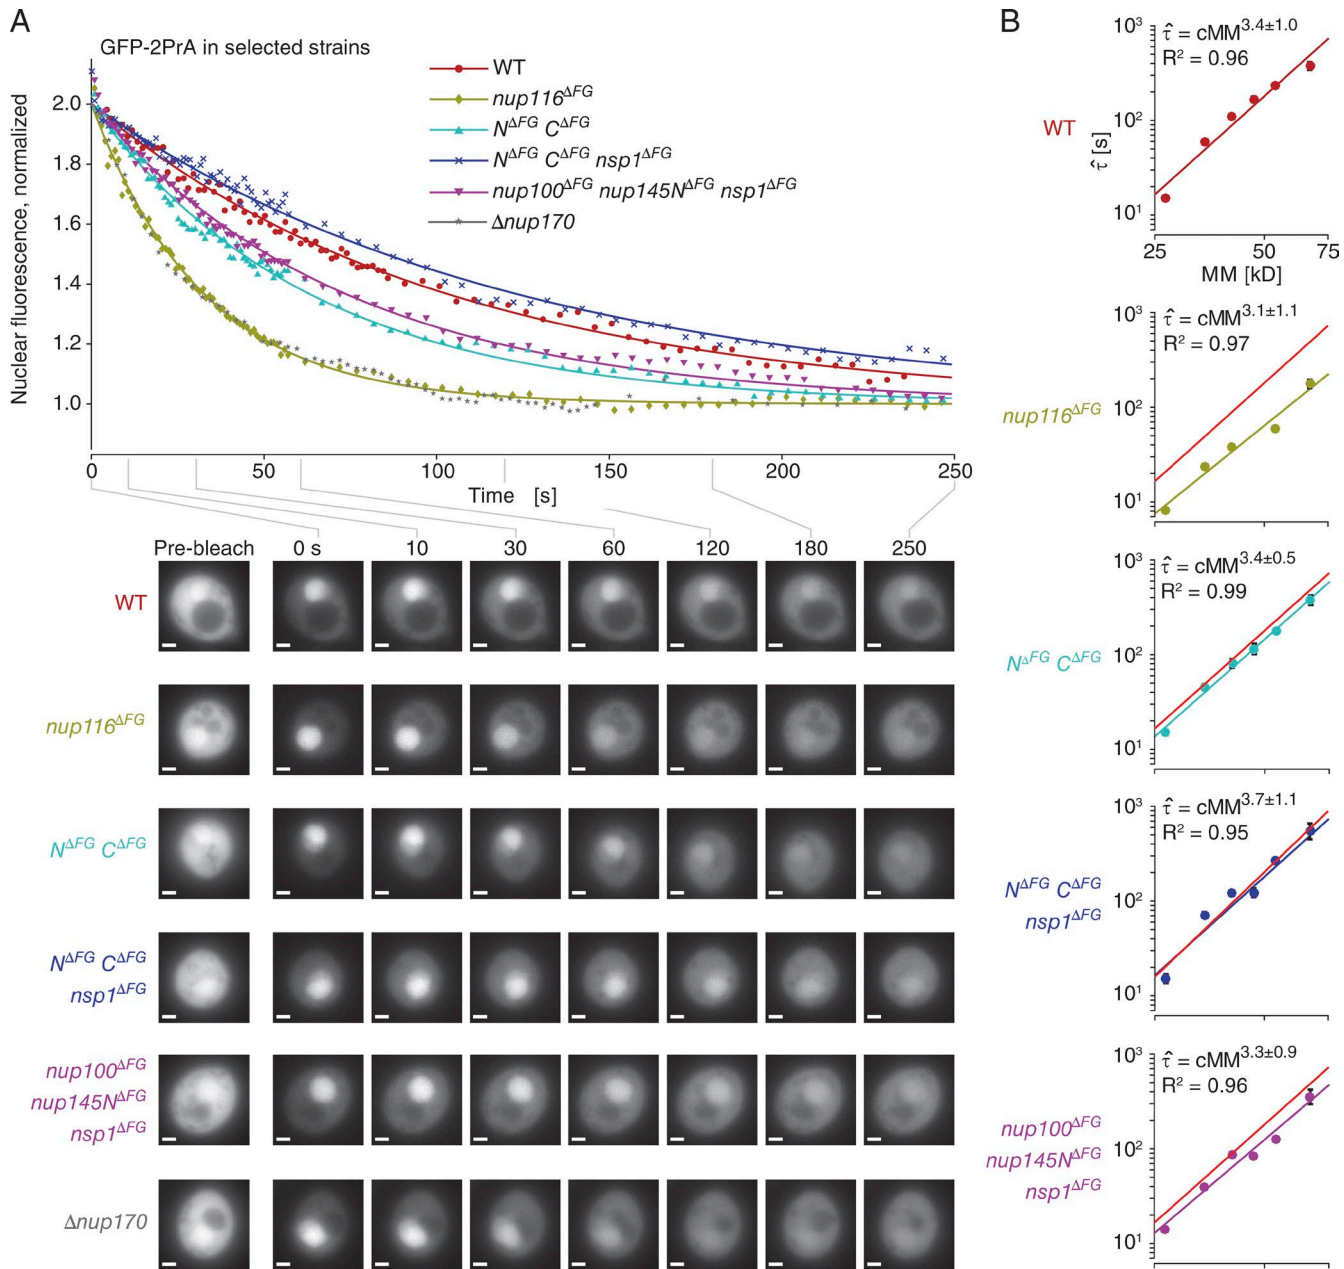 A
GFP-2PrA in selected strains
WT
nup116ΔFG
NΔFG CΔFG
NΔFG CΔFG nsp1ΔFG
nup100ΔFG nup145NΔFG nsp1ΔFG
Δnup170
Nuclear fluorescence, normalized
2.0
1.8
1.6
1.4
1.2
1.0
0 50 100 150 200 250
Time [s]
Pre-bleach 0 s 10 30 60 120 180 250
WT
nup116ΔFG
NΔFG CΔFG
NΔFG CΔFG
nsp1ΔFG
nup100ΔFG
nup145NΔFG
nsp1ΔFG
Δnup170
B
WT
τ̂ = cMM3.4±1.0
R² = 0.96
10³
10²
10¹
τ̂ [s]
25 50 75
MM [kD]
nup116ΔFG
τ̂ = cMM3.1±1.1
R² = 0.97
10³
10²
10¹
NΔFG CΔFG
τ̂ = cMM3.4±0.5
R² = 0.99
10³
10²
10¹
NΔFG CΔFG
nsp1ΔFG
τ̂ = cMM3.7±1.1
R² = 0.95
10³
10²
10¹
nup100ΔFG
nup145NΔFG
nsp1ΔFG
τ̂ = cMM3.3±0.9
R² = 0.96
10³
10²
10¹